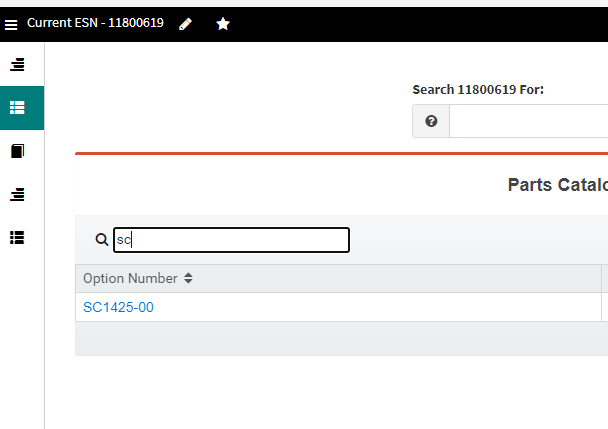 Current ESN - 11800619
Search 11800619 For:
Parts Catalo
sc
Option Number
SC1425-00